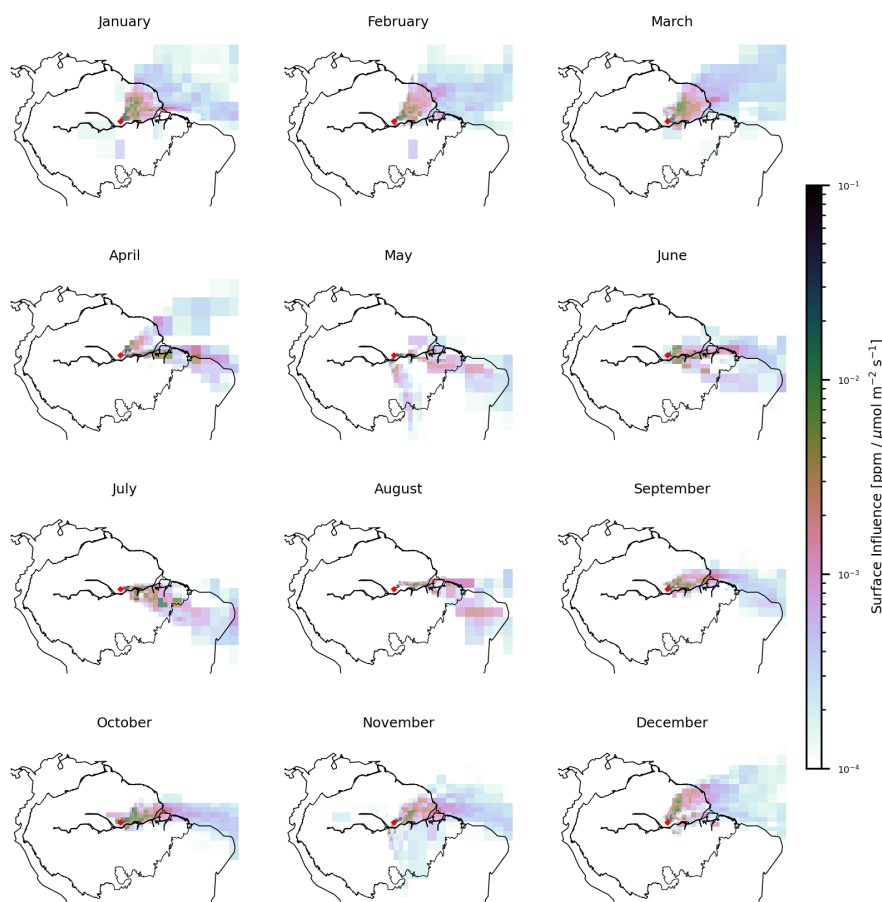 January
February
March
April
May
June
July
August
September
October
November
December
10⁻¹
10⁻²
10⁻³
10⁻⁴
Surface Influence [ppm / μmol m⁻² s⁻¹]